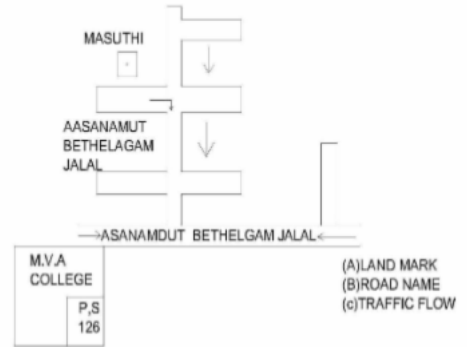 MASUTHI
AASANAMUT
BETHELAGAM
JALAL
ASANAMDUT BETHELGAM JALAL
M.V.A
COLLEGE
P,S
126
(A)LAND MARK
(B)ROAD NAME
(c)TRAFFIC FLOW